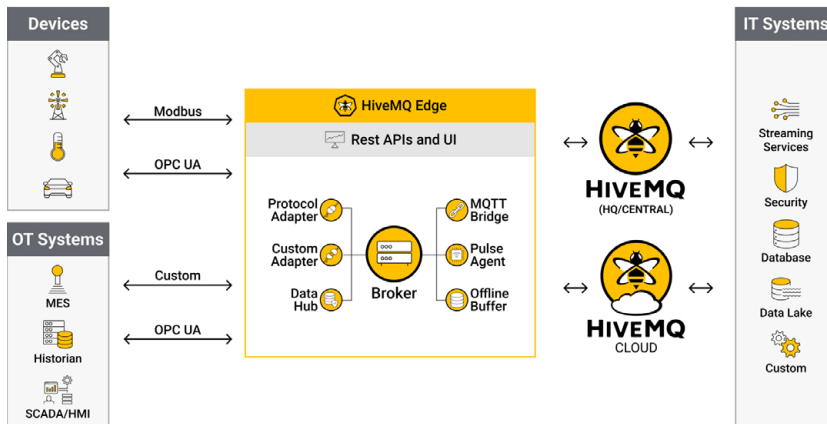 Devices
OT Systems
MES
Historian
SCADA/HMI
Modbus
OPC UA
Custom
OPC UA
HiveMQ Edge
Rest APIs and UI
Protocol
Adapter
Custom
Adapter
Data
Hub
Broker
MQTT
Bridge
Pulse
Agent
Offline
Buffer
HIVEMQ
(HQ/CENTRAL)
HIVEMQ
CLOUD
IT Systems
Streaming
Services
Security
Database
Data Lake
Custom